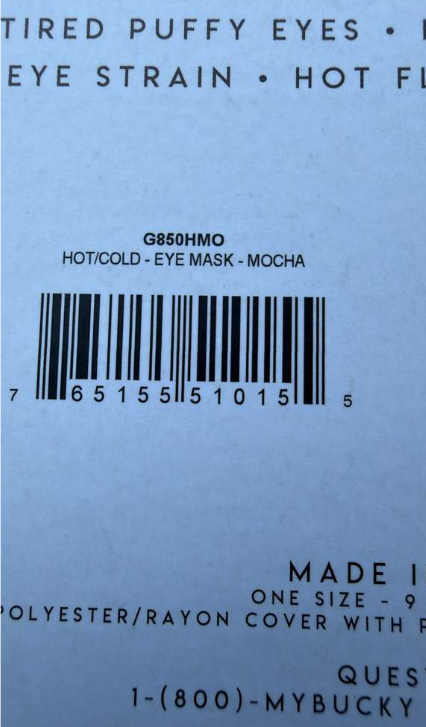 TIRED PUFFY EYES •
EYE STRAIN • HOT
G850HMO
HOT/COLD - EYE MASK - MOCHA
7 65155 51015 5
MADE
ONE SIZE - 9
POLYESTER/RAYON COVER WITH
1-(800)-MYBUCKY